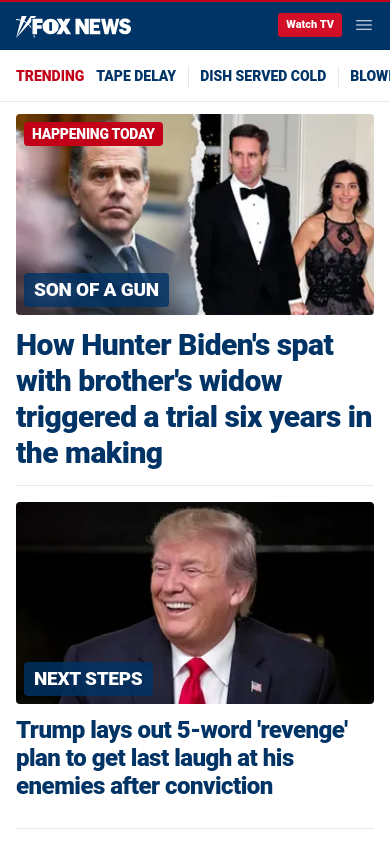 FOX NEWS
Watch TV
TRENDING TAPE DELAY DISH SERVED COLD BLOW
HAPPENING TODAY
SON OF A GUN
How Hunter Biden's spat
with brother's widow
triggered a trial six years in
the making
NEXT STEPS
Trump lays out 5-word 'revenge'
plan to get last laugh at his
enemies after conviction